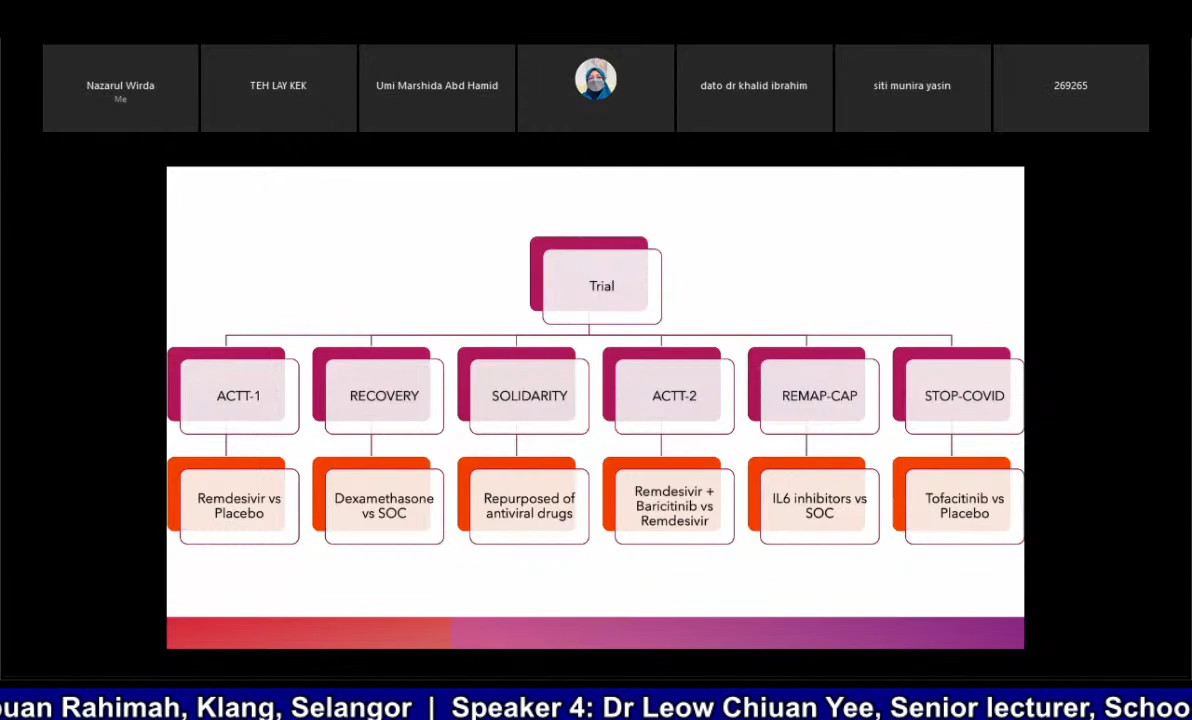 Nazarul Wirda
Me
TEH LAY KEK
Umi Marshida Abd Hamid
dato dr khalid ibrahim
siti munira yasin
269265
Trial
ACTT-1
RECOVERY
SOLIDARITY
ACTT-2
REMAP-CAP
STOP-COVID
Remdesivir vs
Placebo
Dexamethasone
vs SOC
Repurposed of
antiviral drugs
Remdesivir +
Baricitinib vs
Remdesivir
IL6 inhibitors vs
SOC
Tofacitinib vs
Placebo
puan Rahimah, Klang, Selangor | Speaker 4: Dr Leow Chiuan Yee, Senior lecturer, Schoo